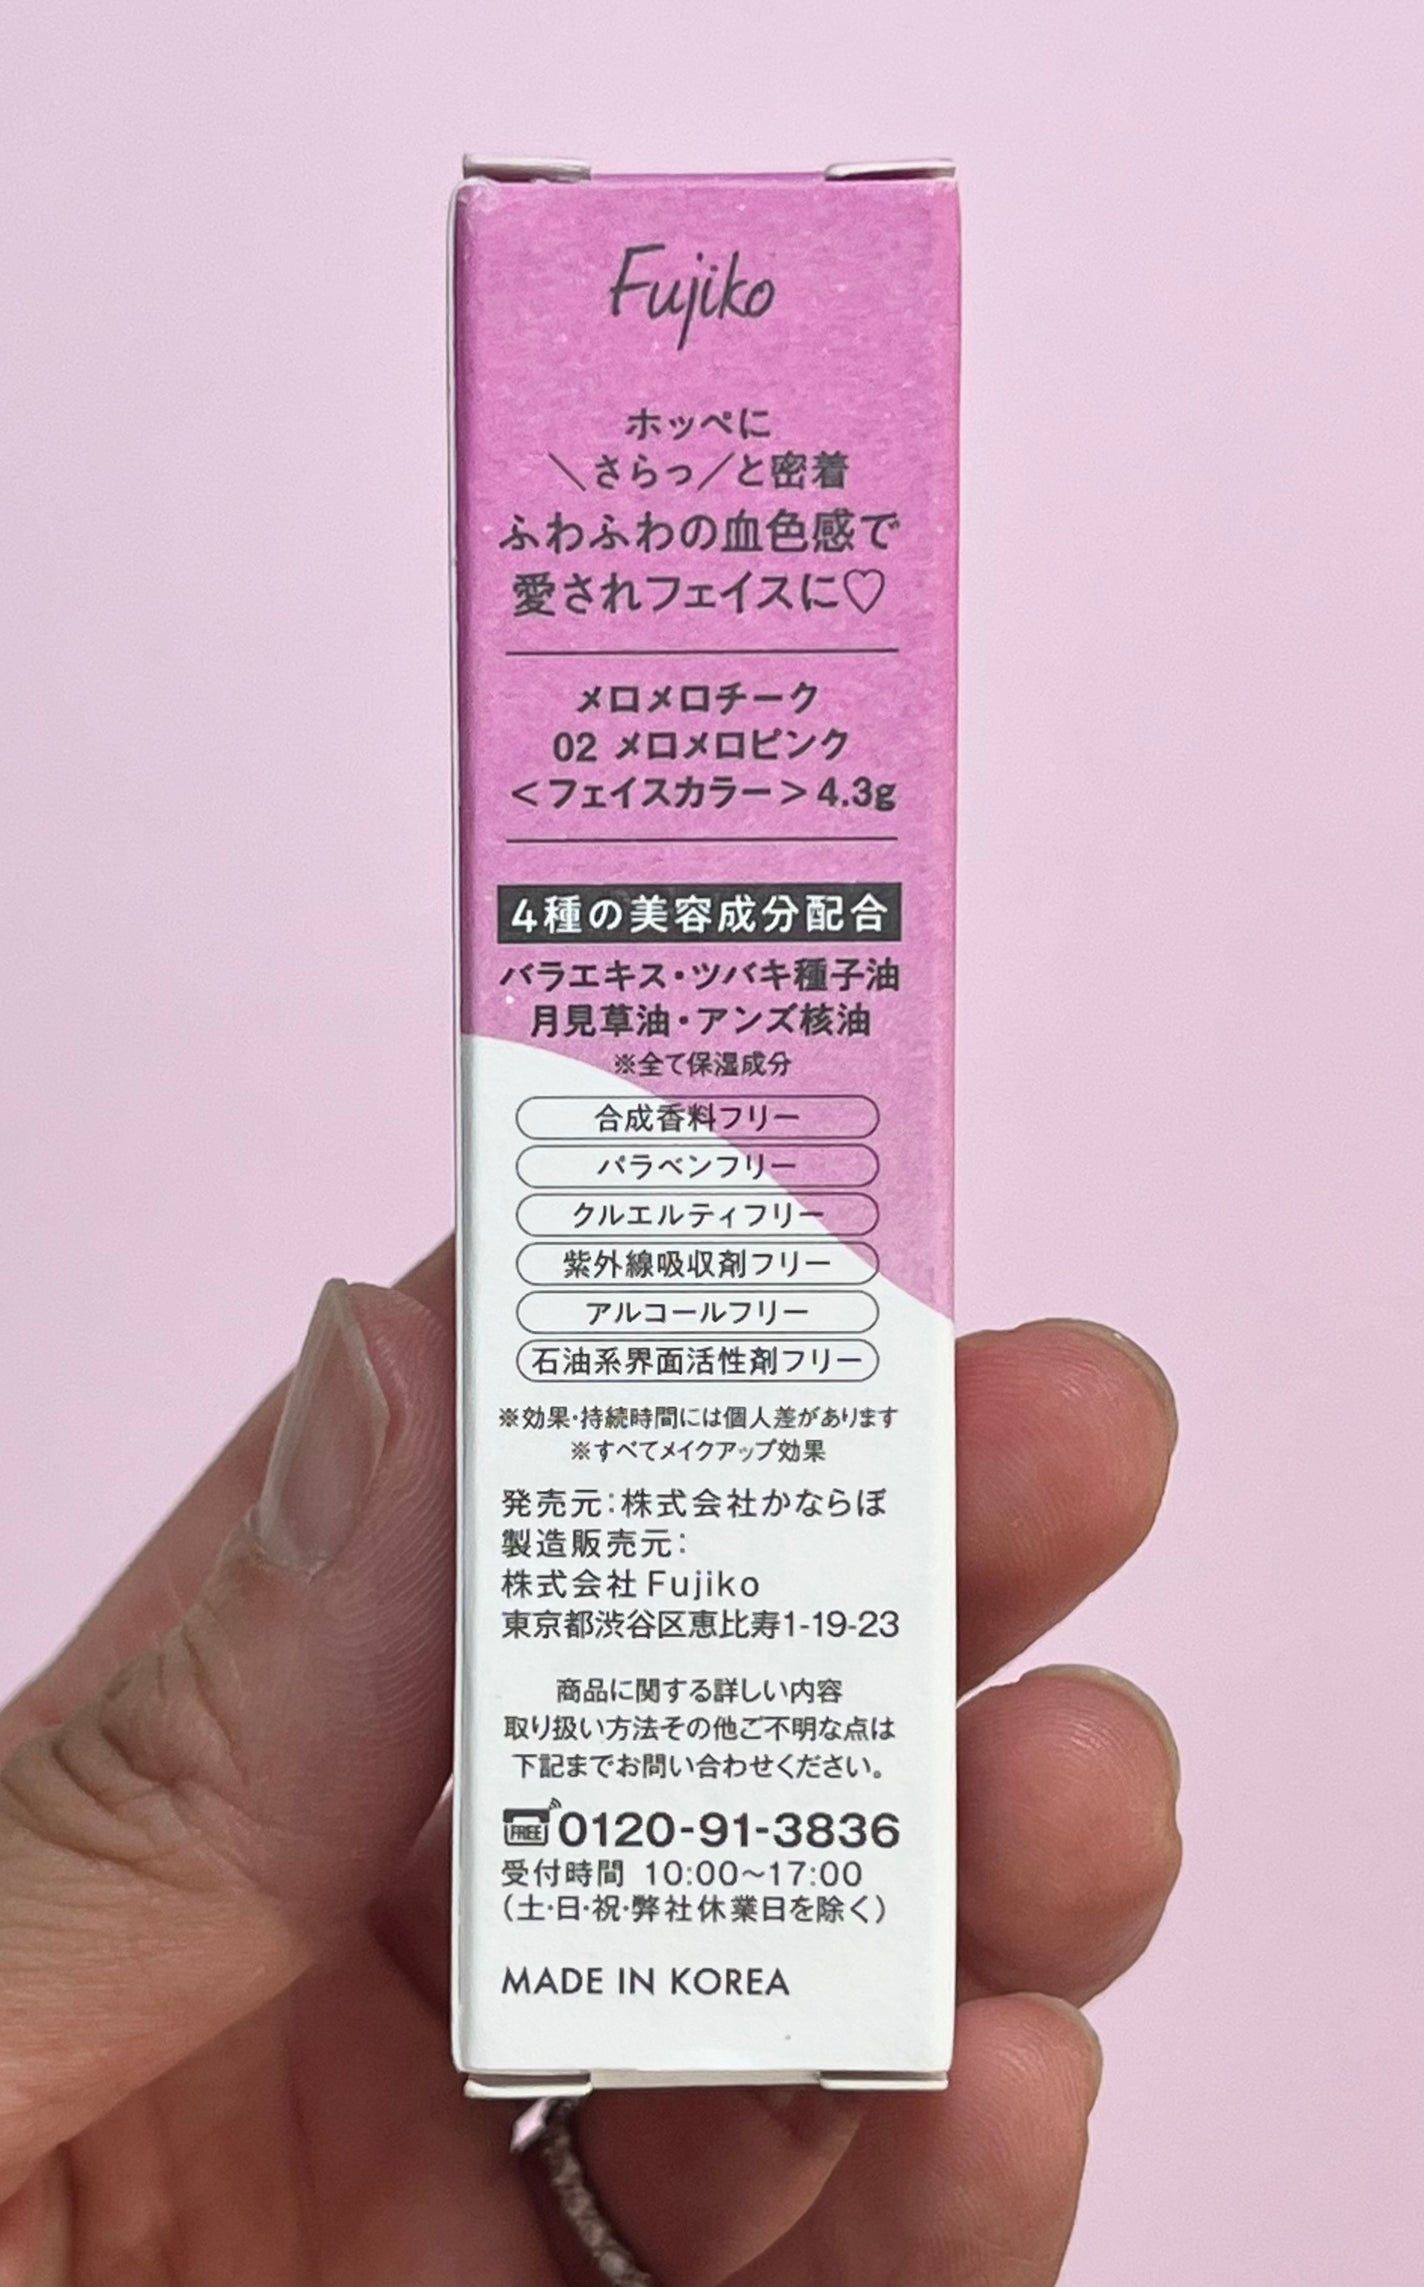 Fujiko
ホッペに
＼さらっ／と密着
ふわふわの血色感で
愛されフェイスに♡
メロメロチーク
02 メロメロピンク
＜フェイスカラー＞4.3g
4種の美容成分配合
バラエキス・ツバキ種子油
月見草油・アンズ核油
※全て保湿成分
合成香料フリー
パラベンフリー
クルエルティフリー
紫外線吸収剤フリー
アルコールフリー
石油系界面活性剤フリー
※効果・持続時間には個人差があります
※すべてメイクアップ効果
発売元：株式会社かならぼ
製造販売元：
株式会社 Fujiko
東京都渋谷区恵比寿1-19-23
商品に関する詳しい内容
取り扱い方法その他ご不明な点は
下記までお問い合わせください。
FREE 0120-91-3836
受付時間 10:00～17:00
（土・日・祝・弊社休業日を除く）
MADE IN KOREA